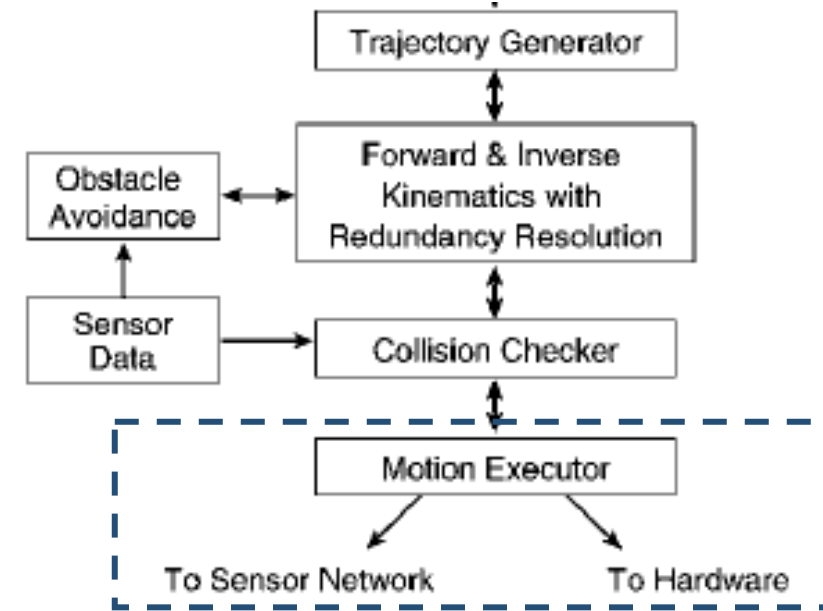 Trajectory Generator
Forward & Inverse
Kinematics with
Redundancy Resolution
Obstacle
Avoidance
Sensor
Data
Collision Checker
Motion Executor
To Sensor Network
To Hardware